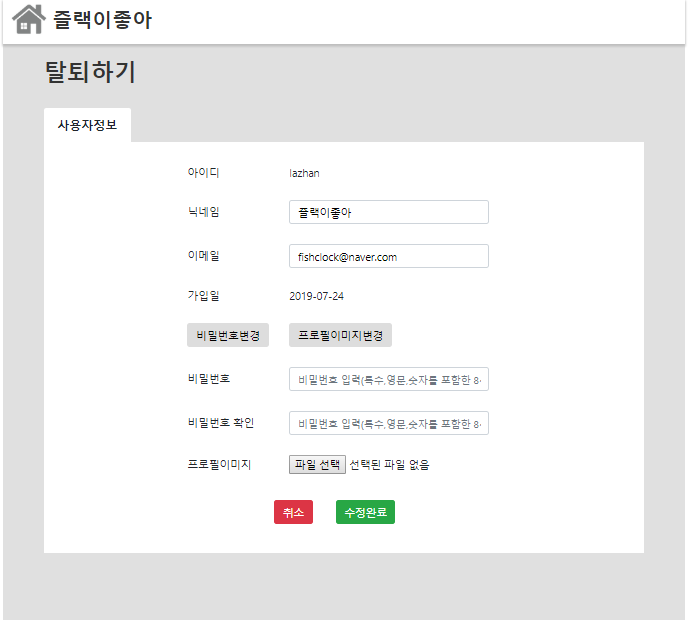 즐랙이좋아
탈퇴하기
사용자정보
아이디 lazhan
닉네임 즐랙이좋아
이메일 fishclock@naver.com
가입일 2019-07-24
비밀번호변경 프로필이미지변경
비밀번호 비밀번호 입력(특수,영문,숫자를 포함한 8~
비밀번호 확인 비밀번호 입력(특수,영문,숫자를 포함한 8~
프로필이미지 파일 선택 선택된 파일 없음
취소 수정완료